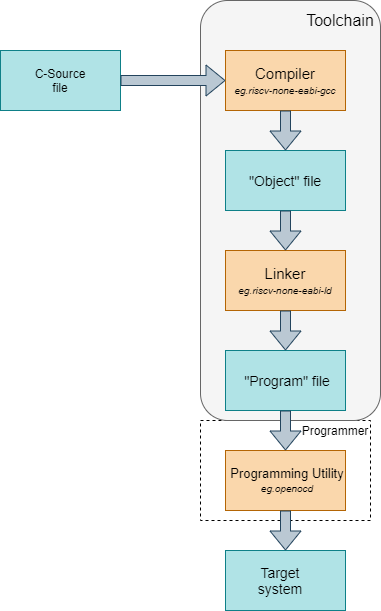 Toolchain
C-Source
file
Compiler
eg.riscv-none-eabi-gcc
"Object" file
Linker
eg.riscv-none-eabi-ld
"Program" file
Programmer
Programming Utility
eg.openocd
Target
system